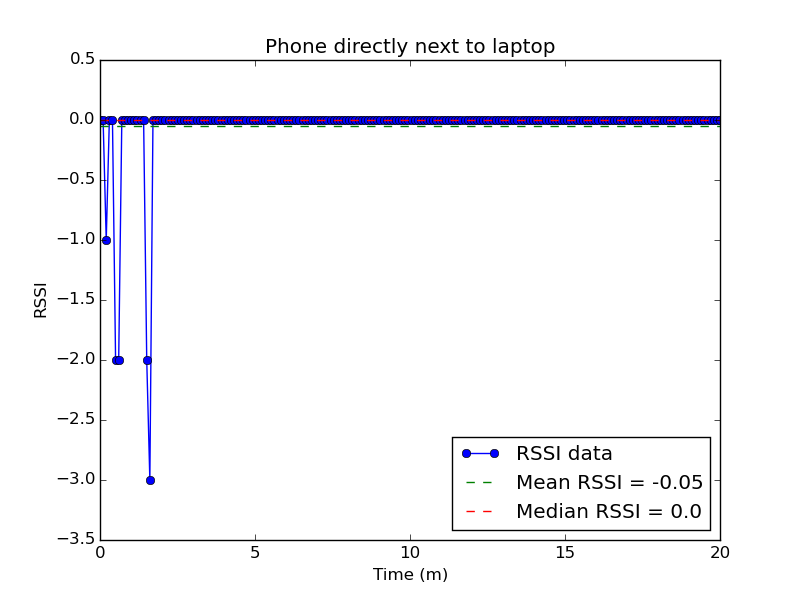 Phone directly next to laptop
0.5
0.0
−0.5
−1.0
−1.5
−2.0
−2.5
−3.0
−3.5
RSSI
RSSI data
Mean RSSI = -0.05
Median RSSI = 0.0
0 5 10 15 20
Time (m)